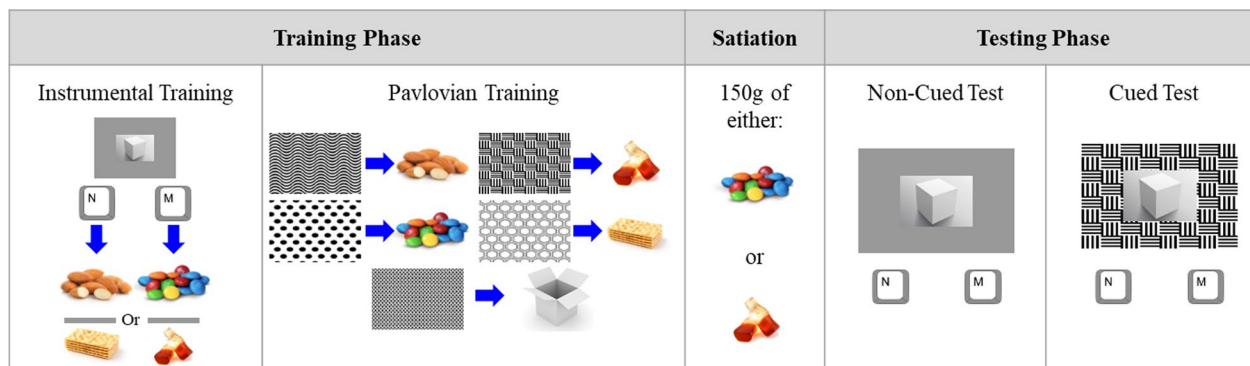 Training Phase
Satiation
Testing Phase
Instrumental Training
Pavlovian Training
150g of
either:
Non-Cued Test
Cued Test
N
M
Or
or
N
M
N
M